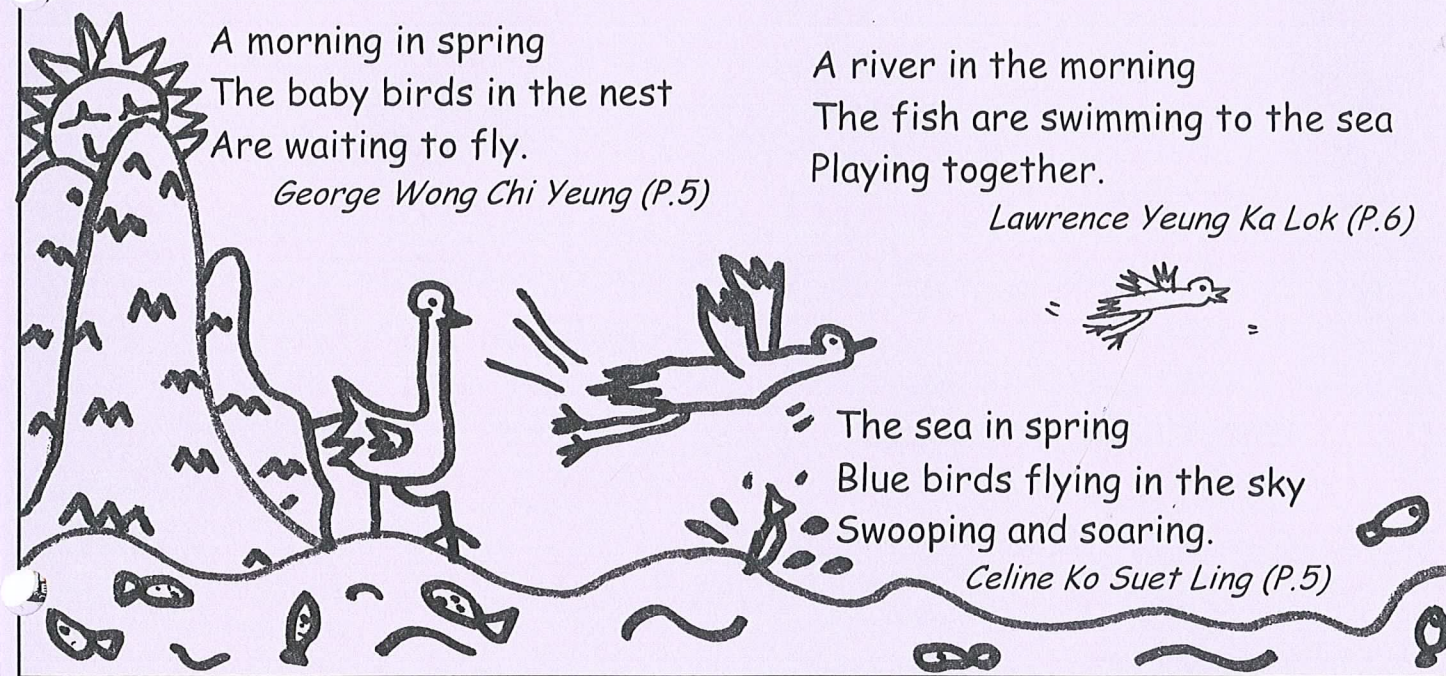 A morning in spring
The baby birds in the nest
Are waiting to fly.
George Wong Chi Yeung (P.5)
A river in the morning
The fish are swimming to the sea
Playing together.
Lawrence Yeung Ka Lok (P.6)
The sea in spring
Blue birds flying in the sky
Swooping and soaring.
Celine Ko Suet Ling (P.5)